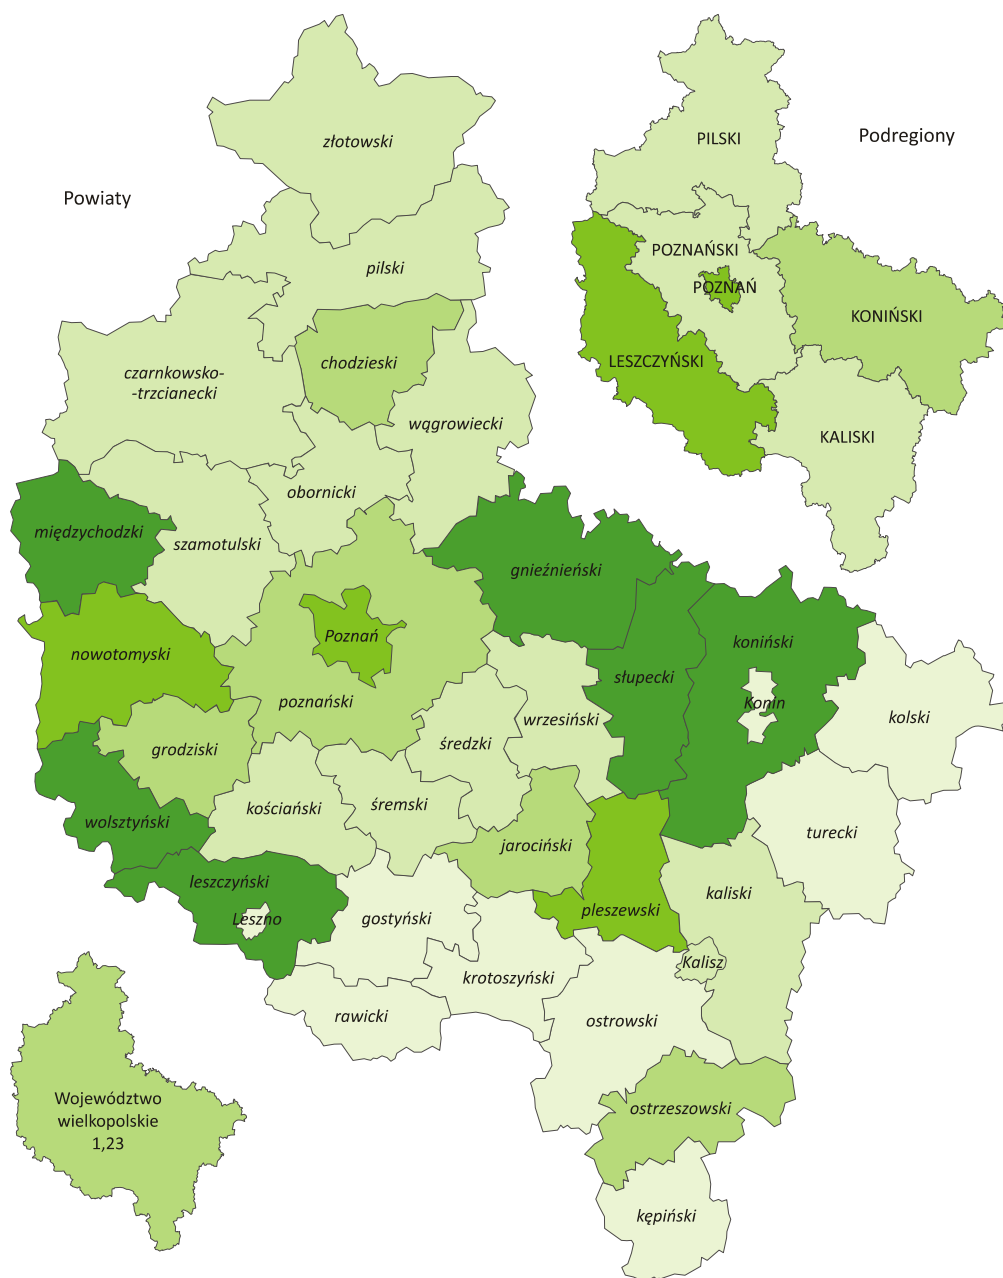 złotowski
PILSKI
Podregiony
Powiaty
pilski
POZNAŃSKI
POZNAŃ
KONIŃSKI
chodzieski
LESZCZYŃSKI
czarnkowsko-
-trzcianecki
wągrowiecki
KALISKI
obornicki
międzychodzki
szamotulski
gnieźnieński
Poznań
koniński
nowotomyski
słupecki
poznański
Konin
wrzesiński
kolski
średzki
grodziski
kościański
śremski
wolsztyński
turecki
jarociński
leszczyński
kaliski
pleszewski
Leszno
gostyński
Kalisz
krotoszyński
rawicki
ostrowski
Województwo
wielkopolskie
1,23
ostrzeszowski
kępiński